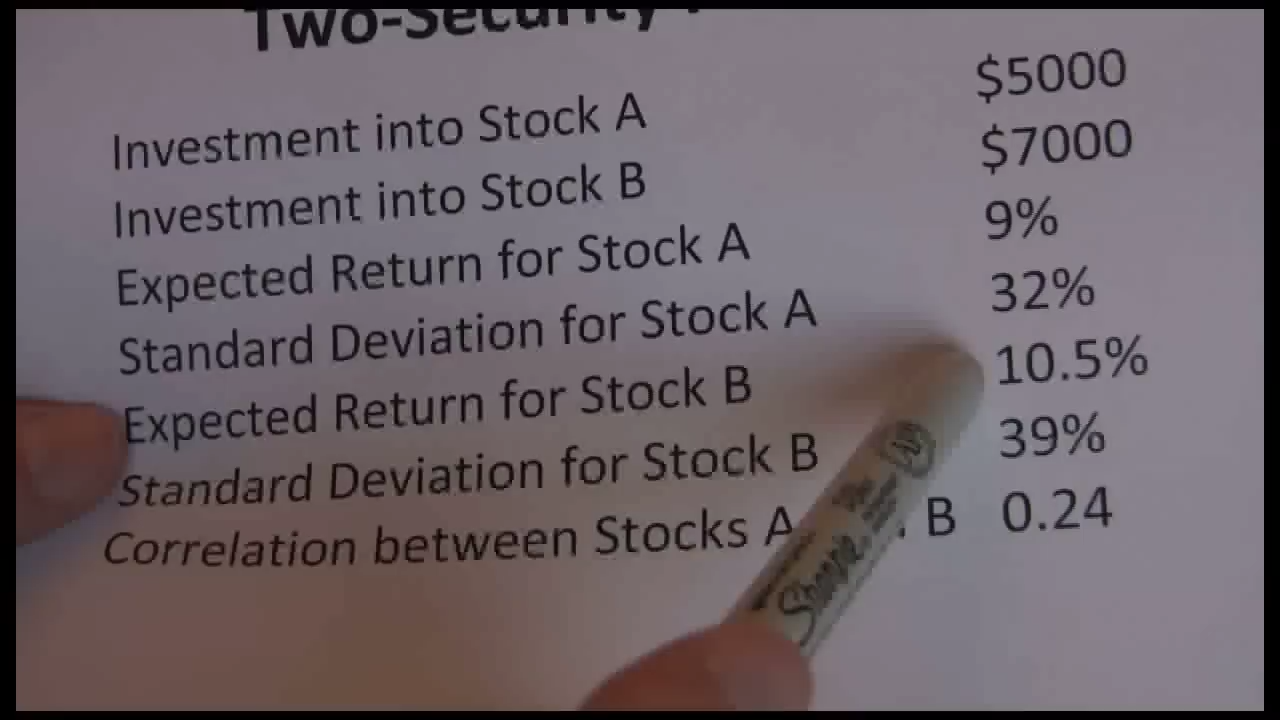 Two-Security
Investment into Stock A $5000
Investment into Stock B $7000
Expected Return for Stock A 9%
Standard Deviation for Stock A 32%
Expected Return for Stock B 10.5%
Standard Deviation for Stock B 39%
Correlation between Stocks A B 0.24
Sharpie